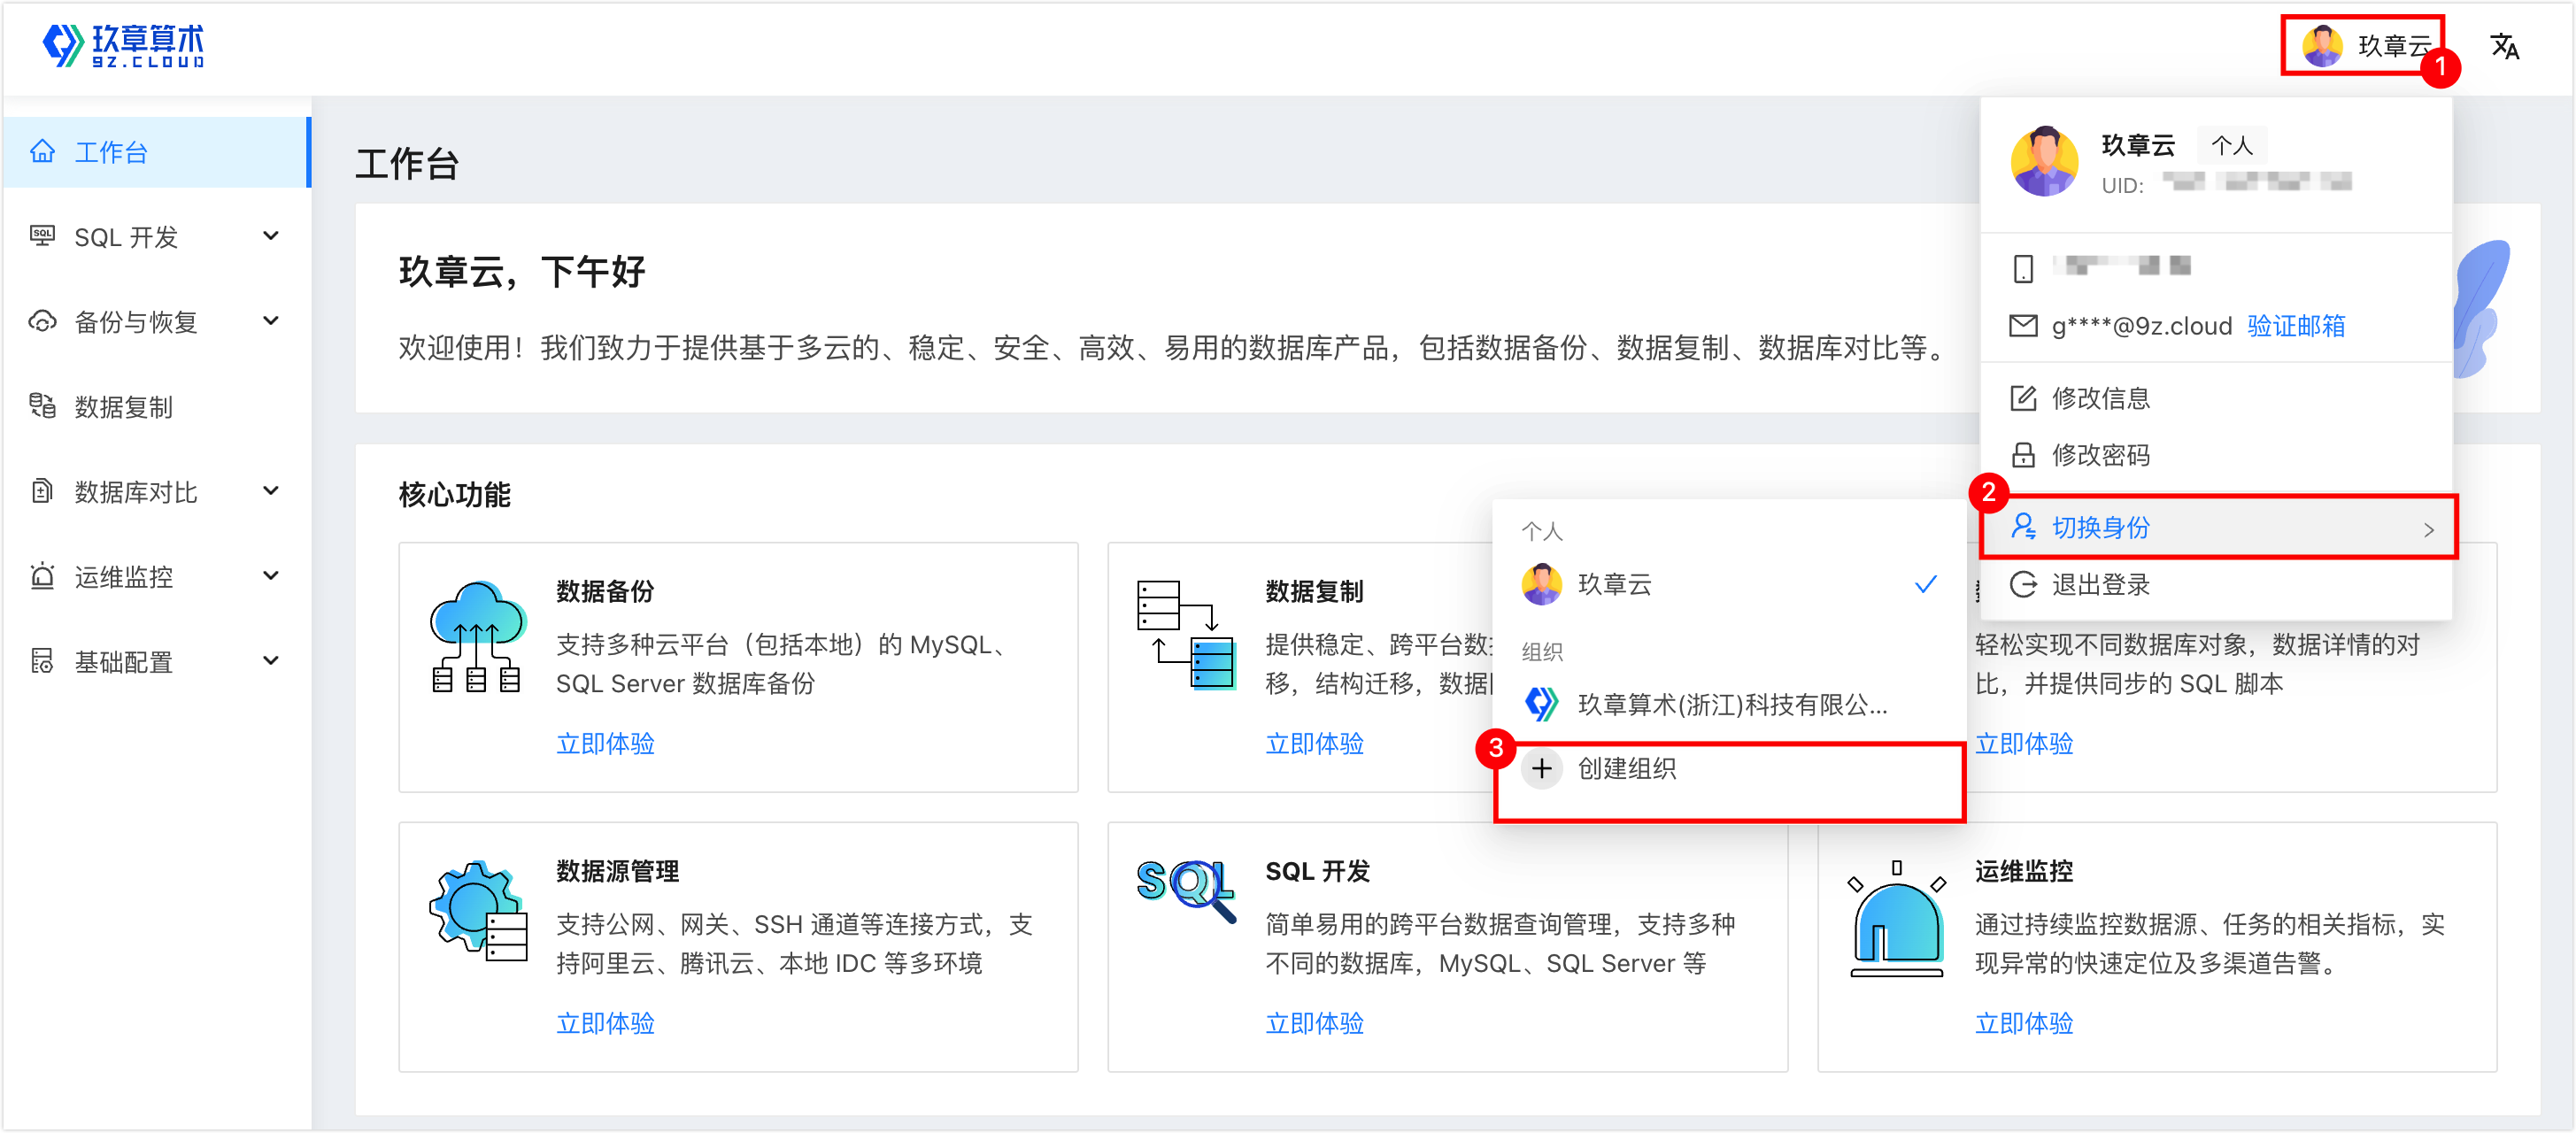 玖章算术
9Z.CLOUD
玖章云
1
工作台
SQL 开发
备份与恢复
数据复制
数据库对比
运维监控
基础配置
工作台
玖章云，下午好
欢迎使用！我们致力于提供基于多云的、稳定、安全、高效、易用的数据库产品，包括数据备份、数据复制、数据库对比等。
玖章云 个人
UID:
g****@9z.cloud 验证邮箱
修改信息
修改密码
2
切换身份
退出登录
核心功能
数据备份
支持多种云平台（包括本地）的 MySQL、
SQL Server 数据库备份
立即体验
数据复制
提供稳定、跨平台数
移，结构迁移，数据
立即体验
个人
玖章云
组织
玖章算术(浙江)科技有限公...
3
创建组织
轻松实现不同数据库对象，数据详情的对
比，并提供同步的 SQL 脚本
立即体验
数据源管理
支持公网、网关、SSH 通道等连接方式，支
持阿里云、腾讯云、本地 IDC 等多环境
立即体验
SQL
SQL 开发
简单易用的跨平台数据查询管理，支持多种
不同的数据库，MySQL、SQL Server 等
立即体验
运维监控
通过持续监控数据源、任务的相关指标，实
现异常的快速定位及多渠道告警。
立即体验